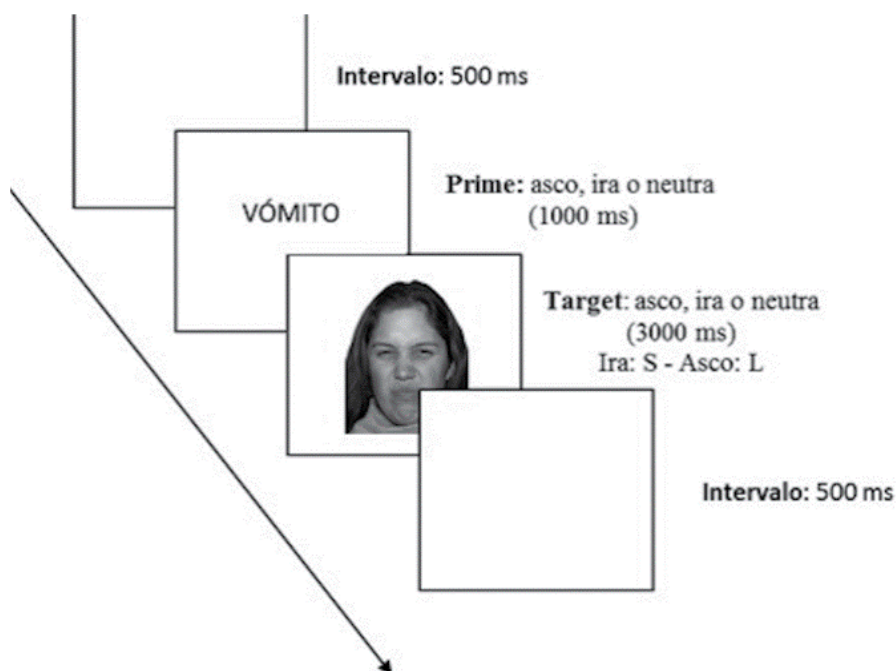 Intervalo: 500 ms
VÓMITO
Prime: asco, ira o neutra
(1000 ms)
Target: asco, ira o neutra
(3000 ms)
Ira: S - Asco: L
Intervalo: 500 ms